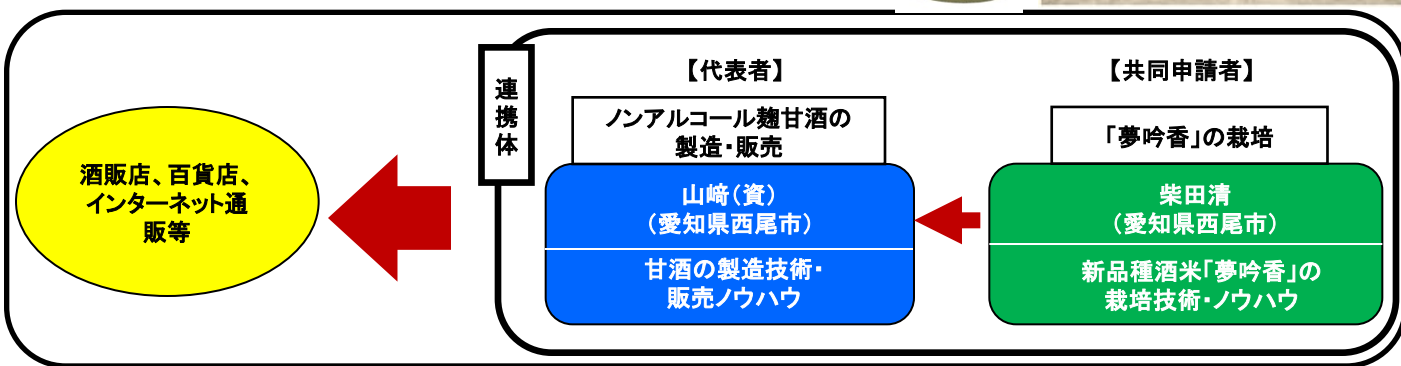 連携体
【代表者】
ノンアルコール麹甘酒の
製造・販売
山﨑(資)
(愛知県西尾市)
甘酒の製造技術・
販売ノウハウ
【共同申請者】
「夢吟香」の栽培
柴田清
(愛知県西尾市)
新品種酒米「夢吟香」の
栽培技術・ノウハウ
酒販店、百貨店、
インターネット通
販等